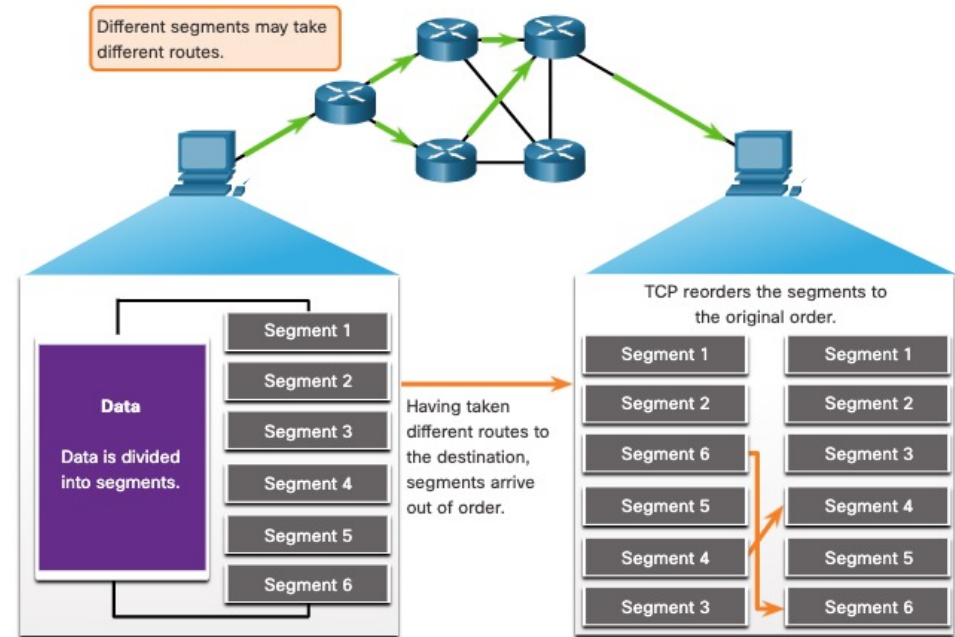 Different segments may take
different routes.
Data
Data is divided
into segments.
Segment 1
Segment 2
Segment 3
Segment 4
Segment 5
Segment 6
Having taken
different routes to
the destination,
segments arrive
out of order.
TCP reorders the segments to
the original order.
Segment 1
Segment 2
Segment 6
Segment 5
Segment 4
Segment 3
Segment 1
Segment 2
Segment 3
Segment 4
Segment 5
Segment 6